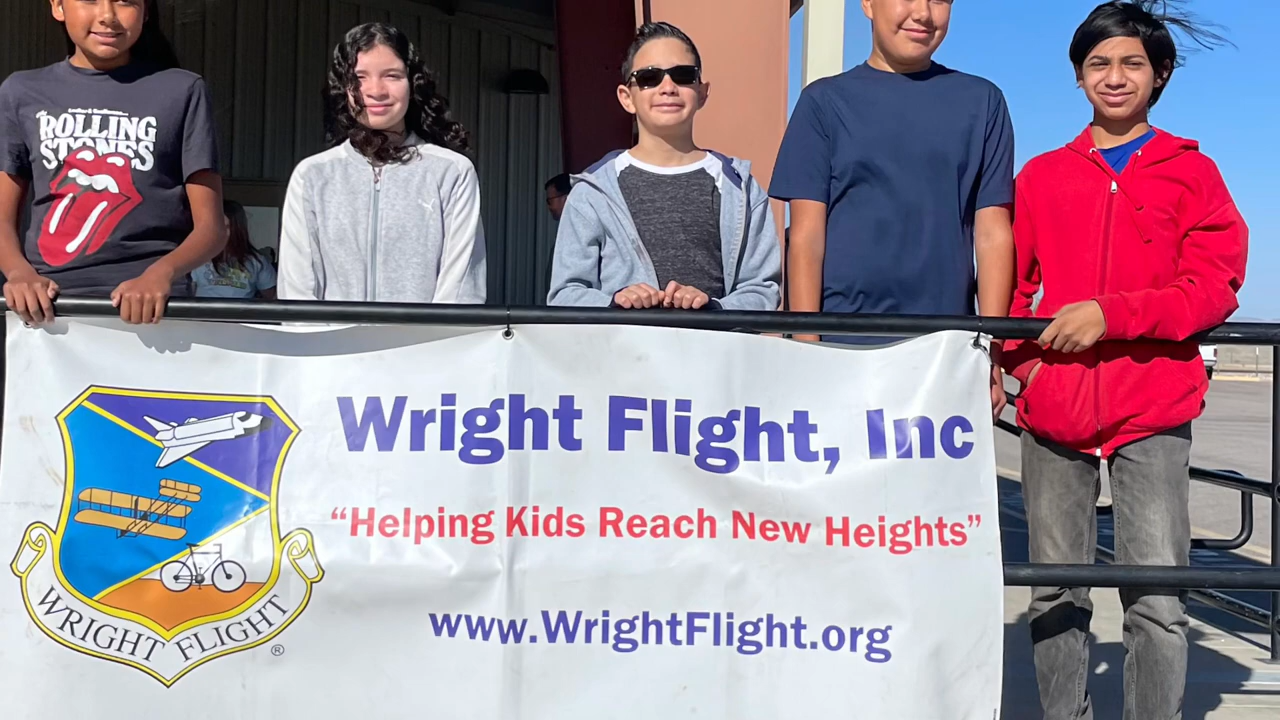 ROLLING
STONES
Wright Flight, Inc
“Helping Kids Reach New Heights”
www.WrightFlight.org
WRIGHT FLIGHT
®